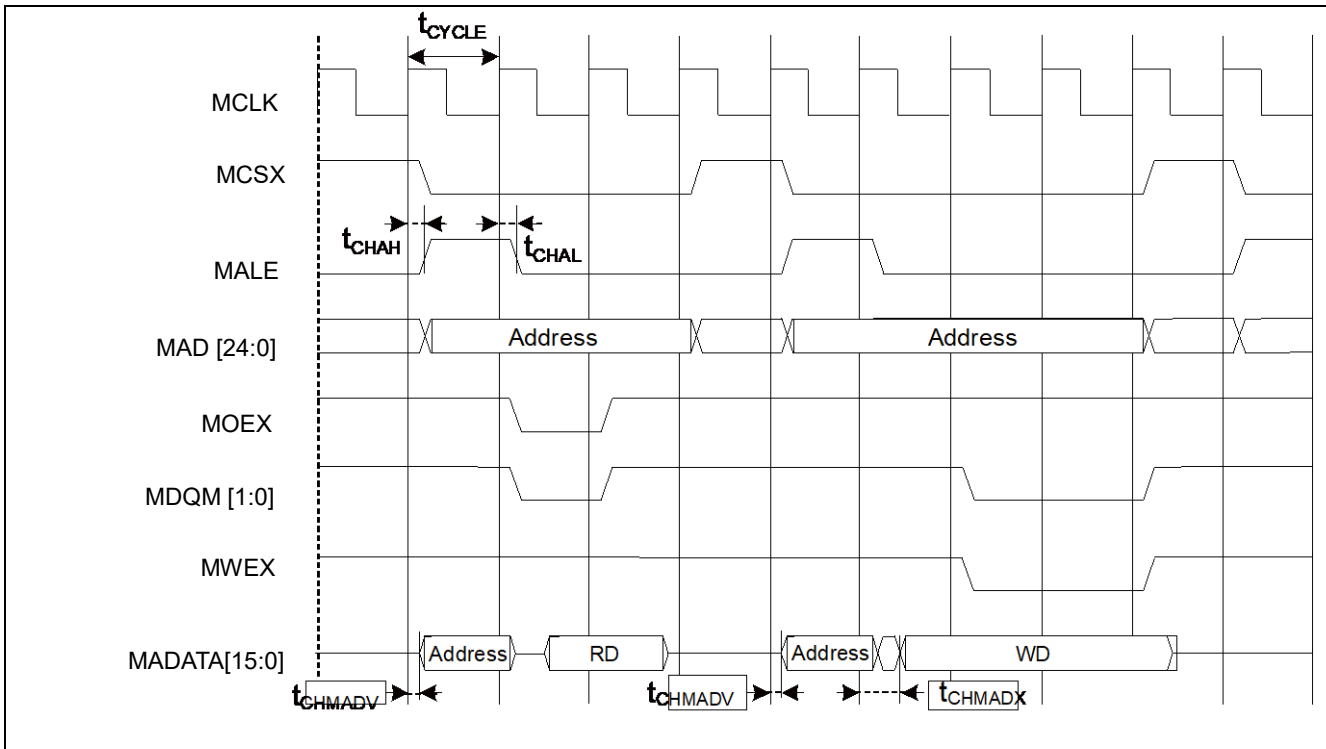 tCYCLE
MCLK
MCSX
tCHAH
tCHAL
MALE
MAD [24:0]
Address
Address
MOEX
MDQM [1:0]
MWEX
MADATA[15:0]
Address
RD
Address
WD
tCHMADV
tCHMADV
tCHMADX